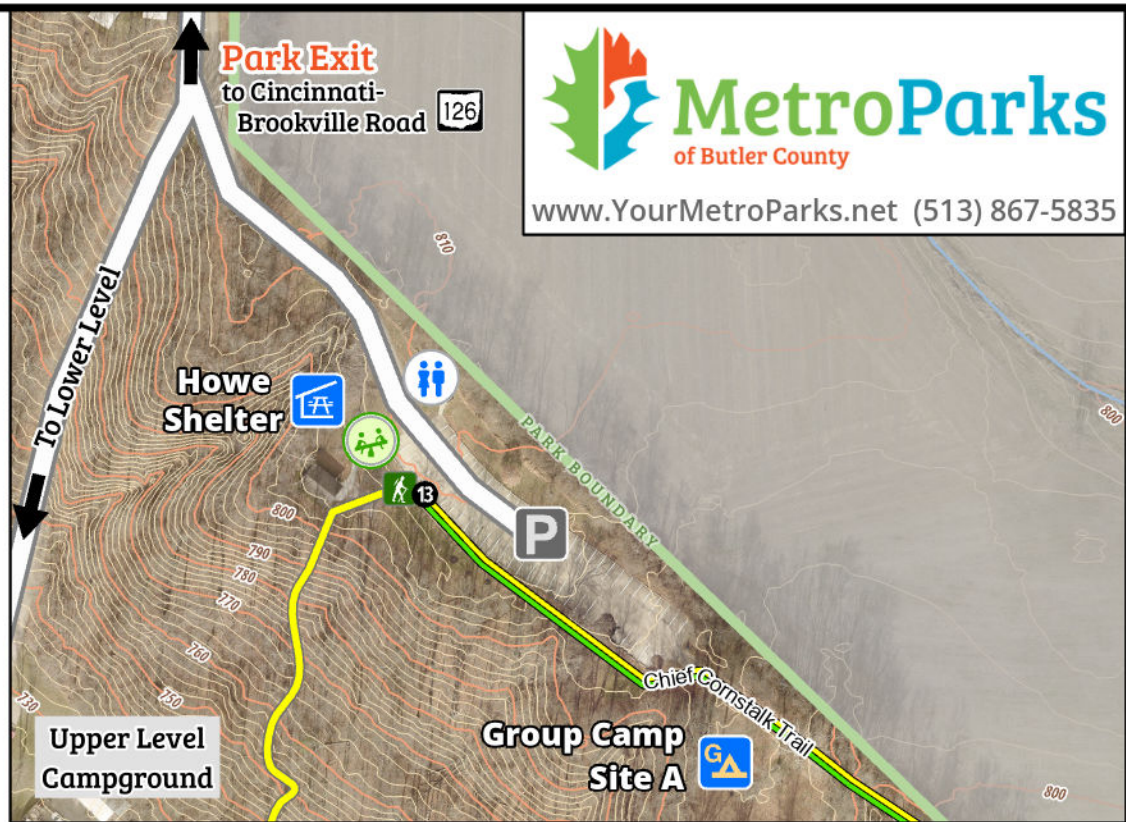 Park Exit
to Cincinnati-
Brookville Road 126
MetroParks
of Butler County
www.YourMetroParks.net (513) 867-5835
810
To Lower Level
Howe
Shelter
800
PARK BOUNDARY
13
P
800
790
780
770
760
750
730
Chief Cornstalk Trail
Upper Level
Campground
Group Camp
Site A
G
800